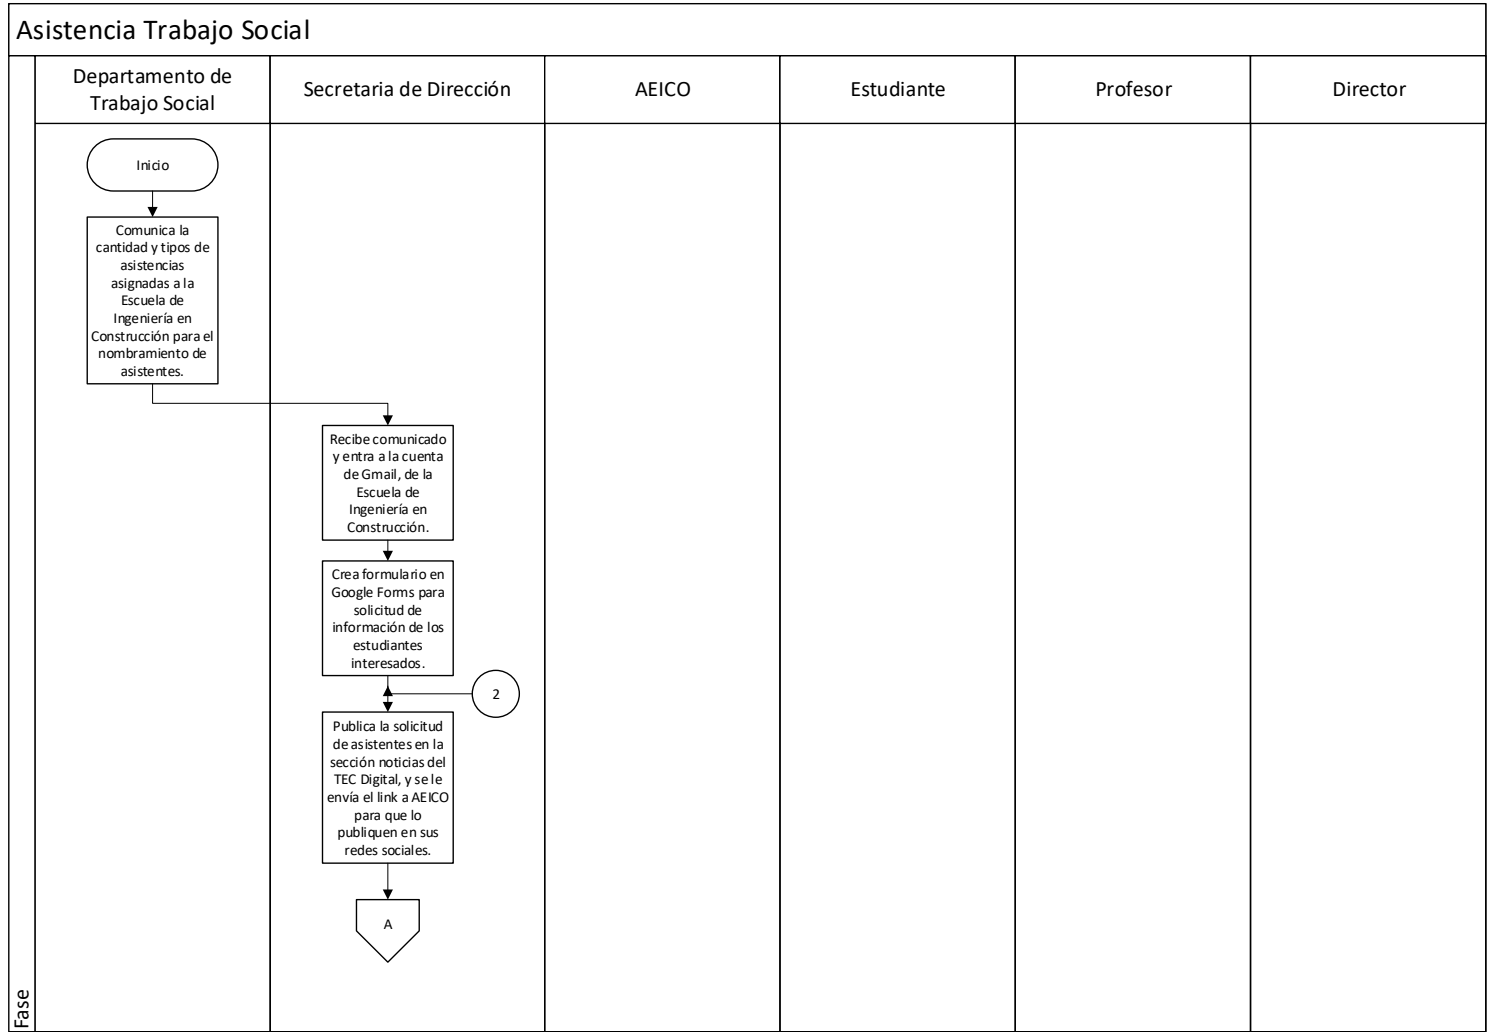 Asistencia Trabajo Social
Departamento de
Trabajo Social
Secretaria de Dirección
AEICO
Estudiante
Profesor
Director
Inicio
Comunica la
cantidad y tipos de
asistencias
asignadas a la
Escuela de
Ingeniería en
Construcción para el
nombramiento de
asistentes.
Recibe comunicado
y entra a la cuenta
de Gmail, de la
Escuela de
Ingeniería en
Construcción.
Crea formulario en
Google Forms para
solicitud de
información de los
estudiantes
interesados.
2
Publica la solicitud
de asistentes en la
sección noticias del
TEC Digital, y se le
envía el link a AEICO
para que lo
publiquen en sus
redes sociales.
A
Fase